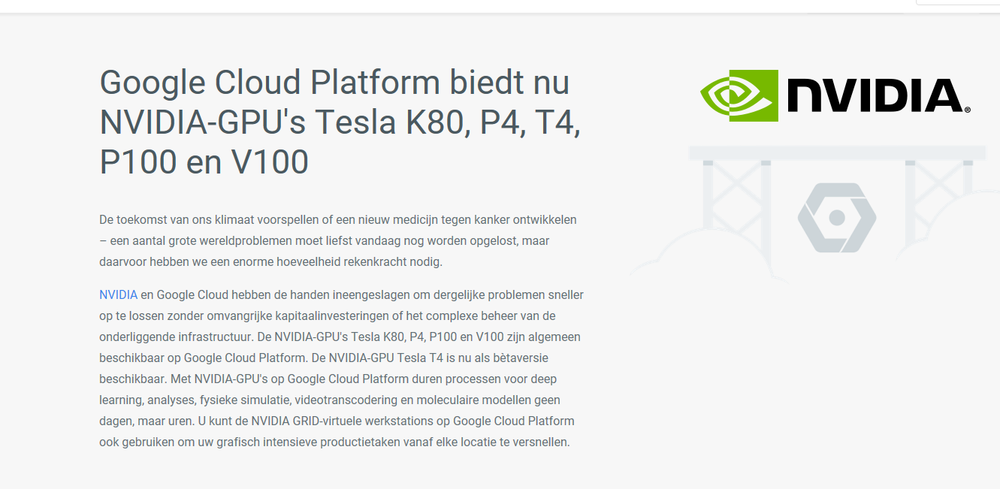 Google Cloud Platform biedt nu
NVIDIA-GPU's Tesla K80, P4, T4,
P100 en V100
NVIDIA®
De toekomst van ons klimaat voorspellen of een nieuw medicijn tegen kanker ontwikkelen
– een aantal grote wereldproblemen moet liefst vandaag nog worden opgelost, maar
daarvoor hebben we een enorme hoeveelheid rekenkracht nodig.
NVIDIA en Google Cloud hebben de handen ineengeslagen om dergelijke problemen sneller
op te lossen zonder omvangrijke kapitaalinvesteringen of het complexe beheer van de
onderliggende infrastructuur. De NVIDIA-GPU's Tesla K80, P4, P100 en V100 zijn algemeen
beschikbaar op Google Cloud Platform. De NVIDIA-GPU Tesla T4 is nu als bètaversie
beschikbaar. Met NVIDIA-GPU's op Google Cloud Platform duren processen voor deep
learning, analyses, fysieke simulatie, videotranscodering en moleculaire modellen geen
dagen, maar uren. U kunt de NVIDIA GRID-virtuele werkstations op Google Cloud Platform
ook gebruiken om uw grafisch intensieve productietaken vanaf elke locatie te versnellen.